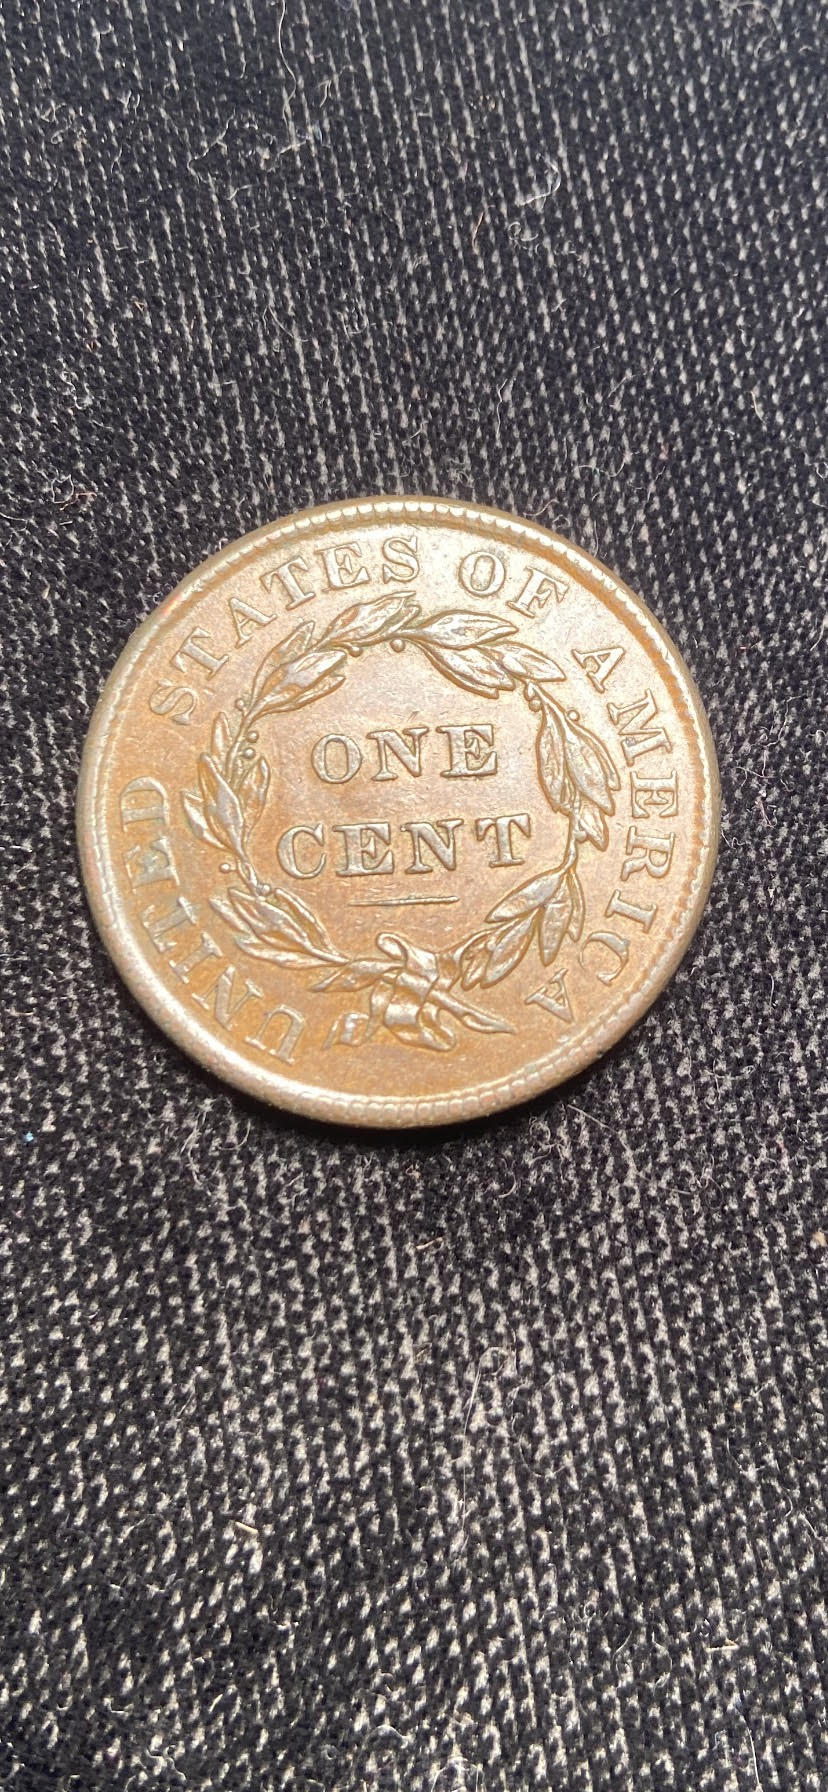 UNITED STATES OF AMERICA
ONE
CENT